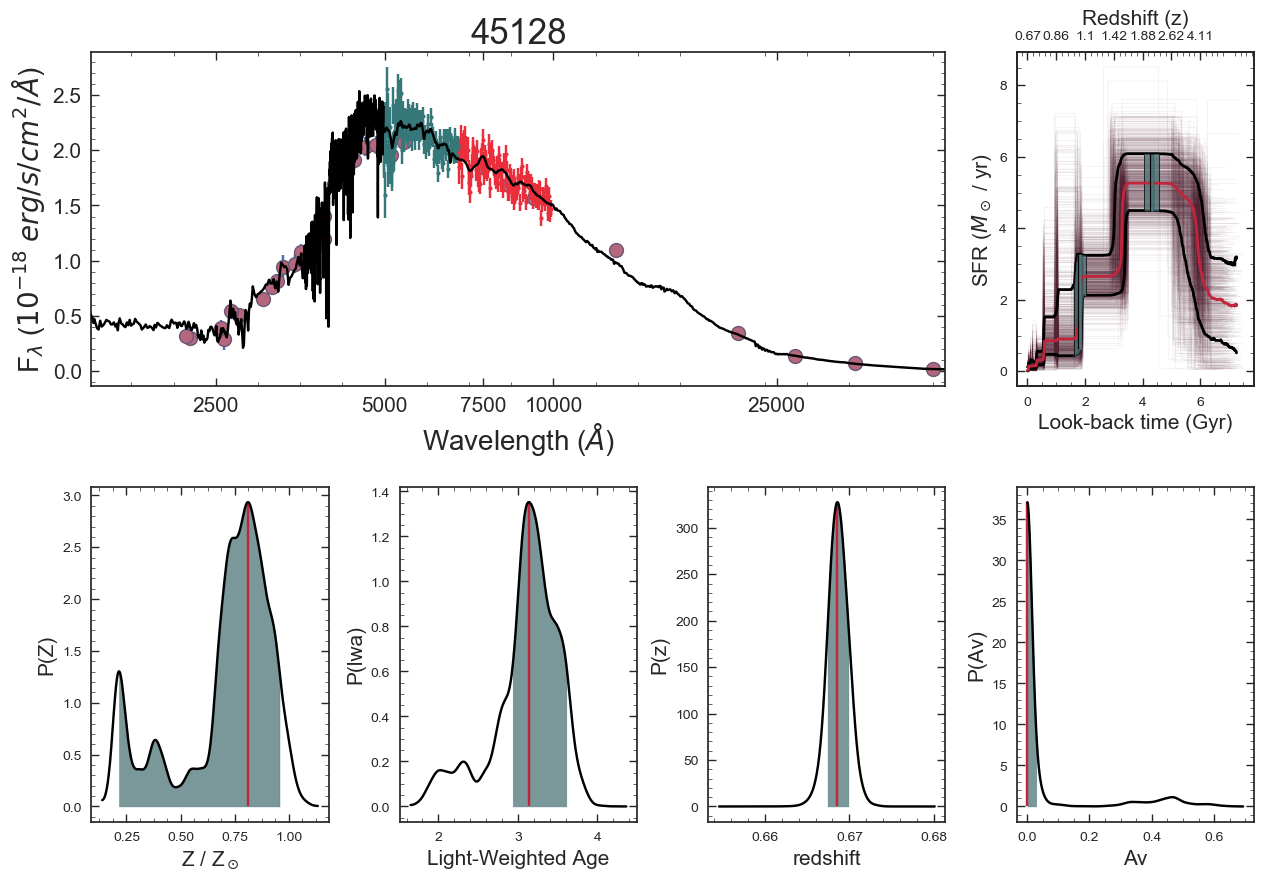 45128
F_λ (10^−18 erg/s/cm^2/Å)
0.0 0.5 1.0 1.5 2.0 2.5
2500 5000 7500 10000 25000
Wavelength (Å)
Redshift (z)
0.67 0.86 1.1 1.42 1.88 2.62 4.11
SFR (M_⊙ / yr)
0 2 4 6 8
0 2 4 6
Look-back time (Gyr)
P(Z)
0.0 0.5 1.0 1.5 2.0 2.5 3.0
0.25 0.50 0.75 1.00
Z / Z_⊙
P(lwa)
0.0 0.2 0.4 0.6 0.8 1.0 1.2 1.4
2 3 4
Light-Weighted Age
P(z)
0 50 100 150 200 250 300
0.66 0.67 0.68
redshift
P(Av)
0 5 10 15 20 25 30 35
0.0 0.2 0.4 0.6
Av